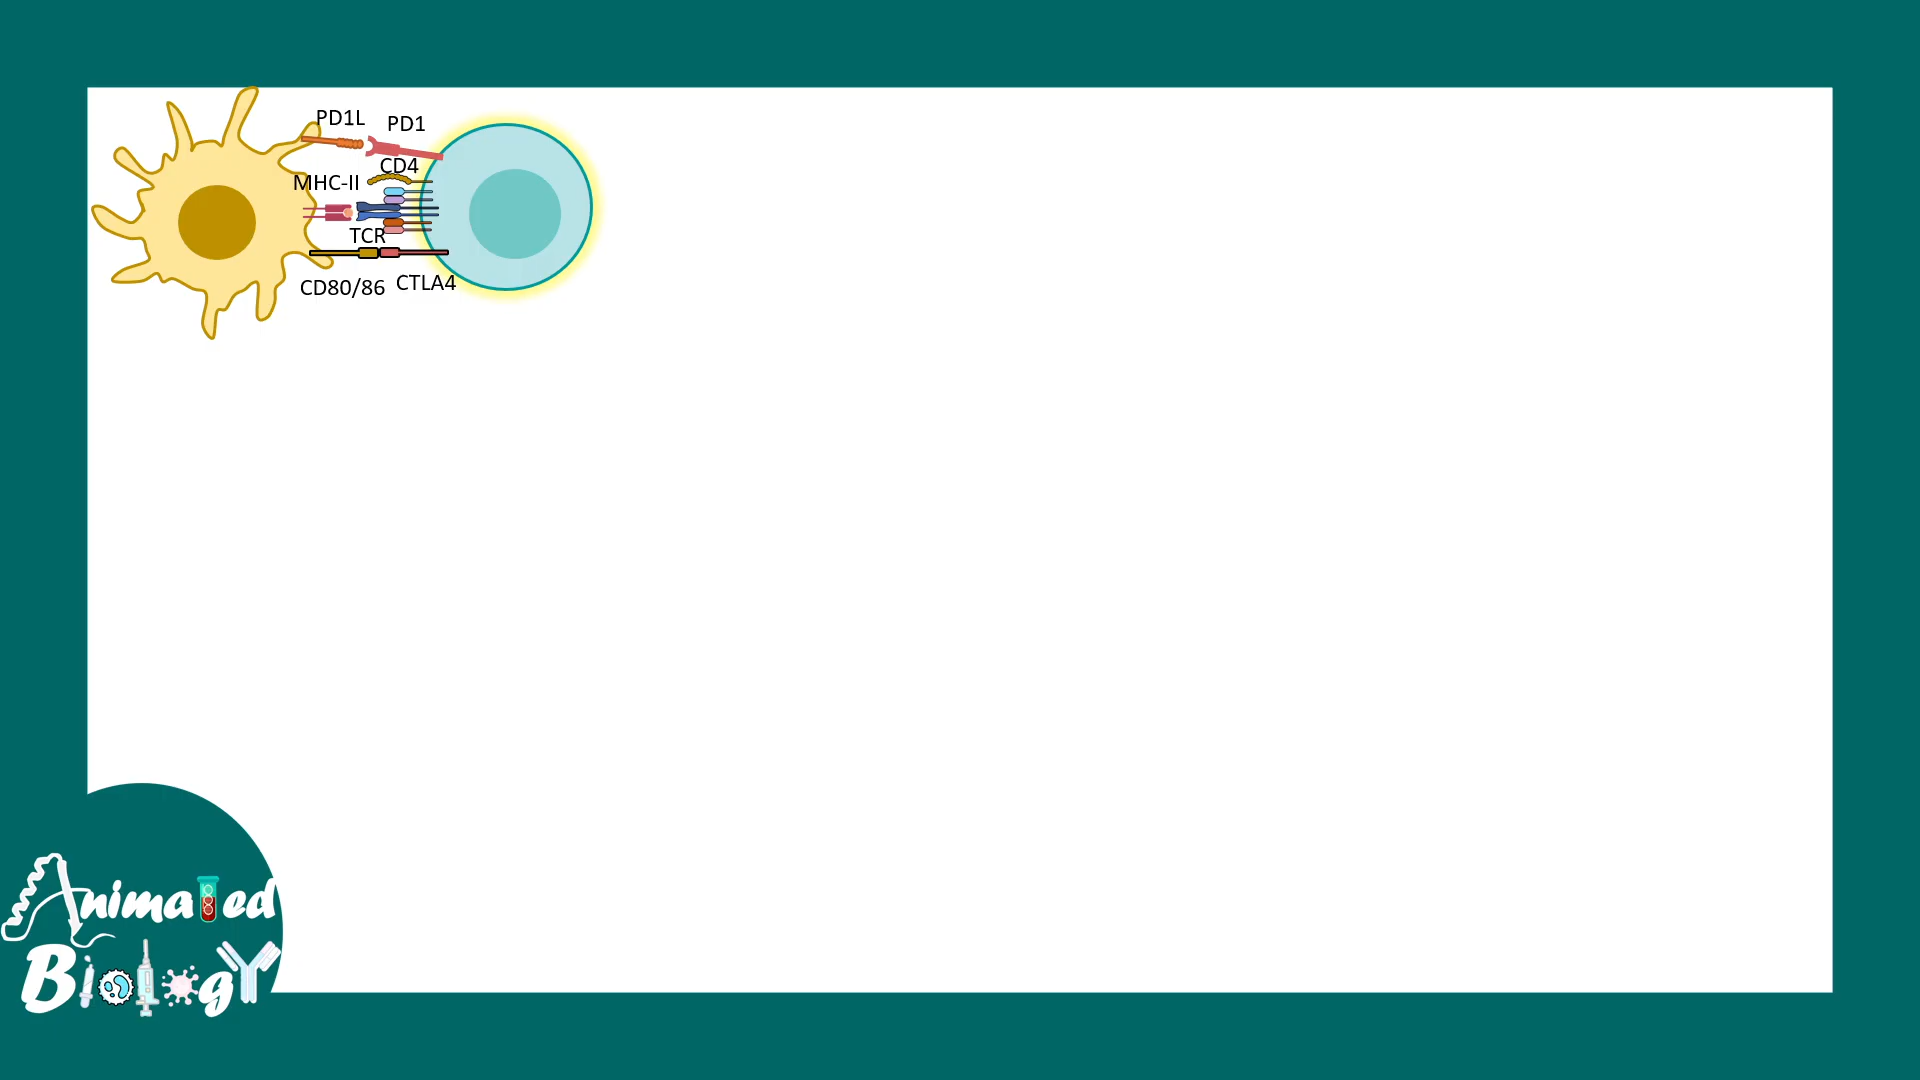 PD1L
PD1
CD4
MHC-II
TCR
CD80/86
CTLA4
Animated
Biology